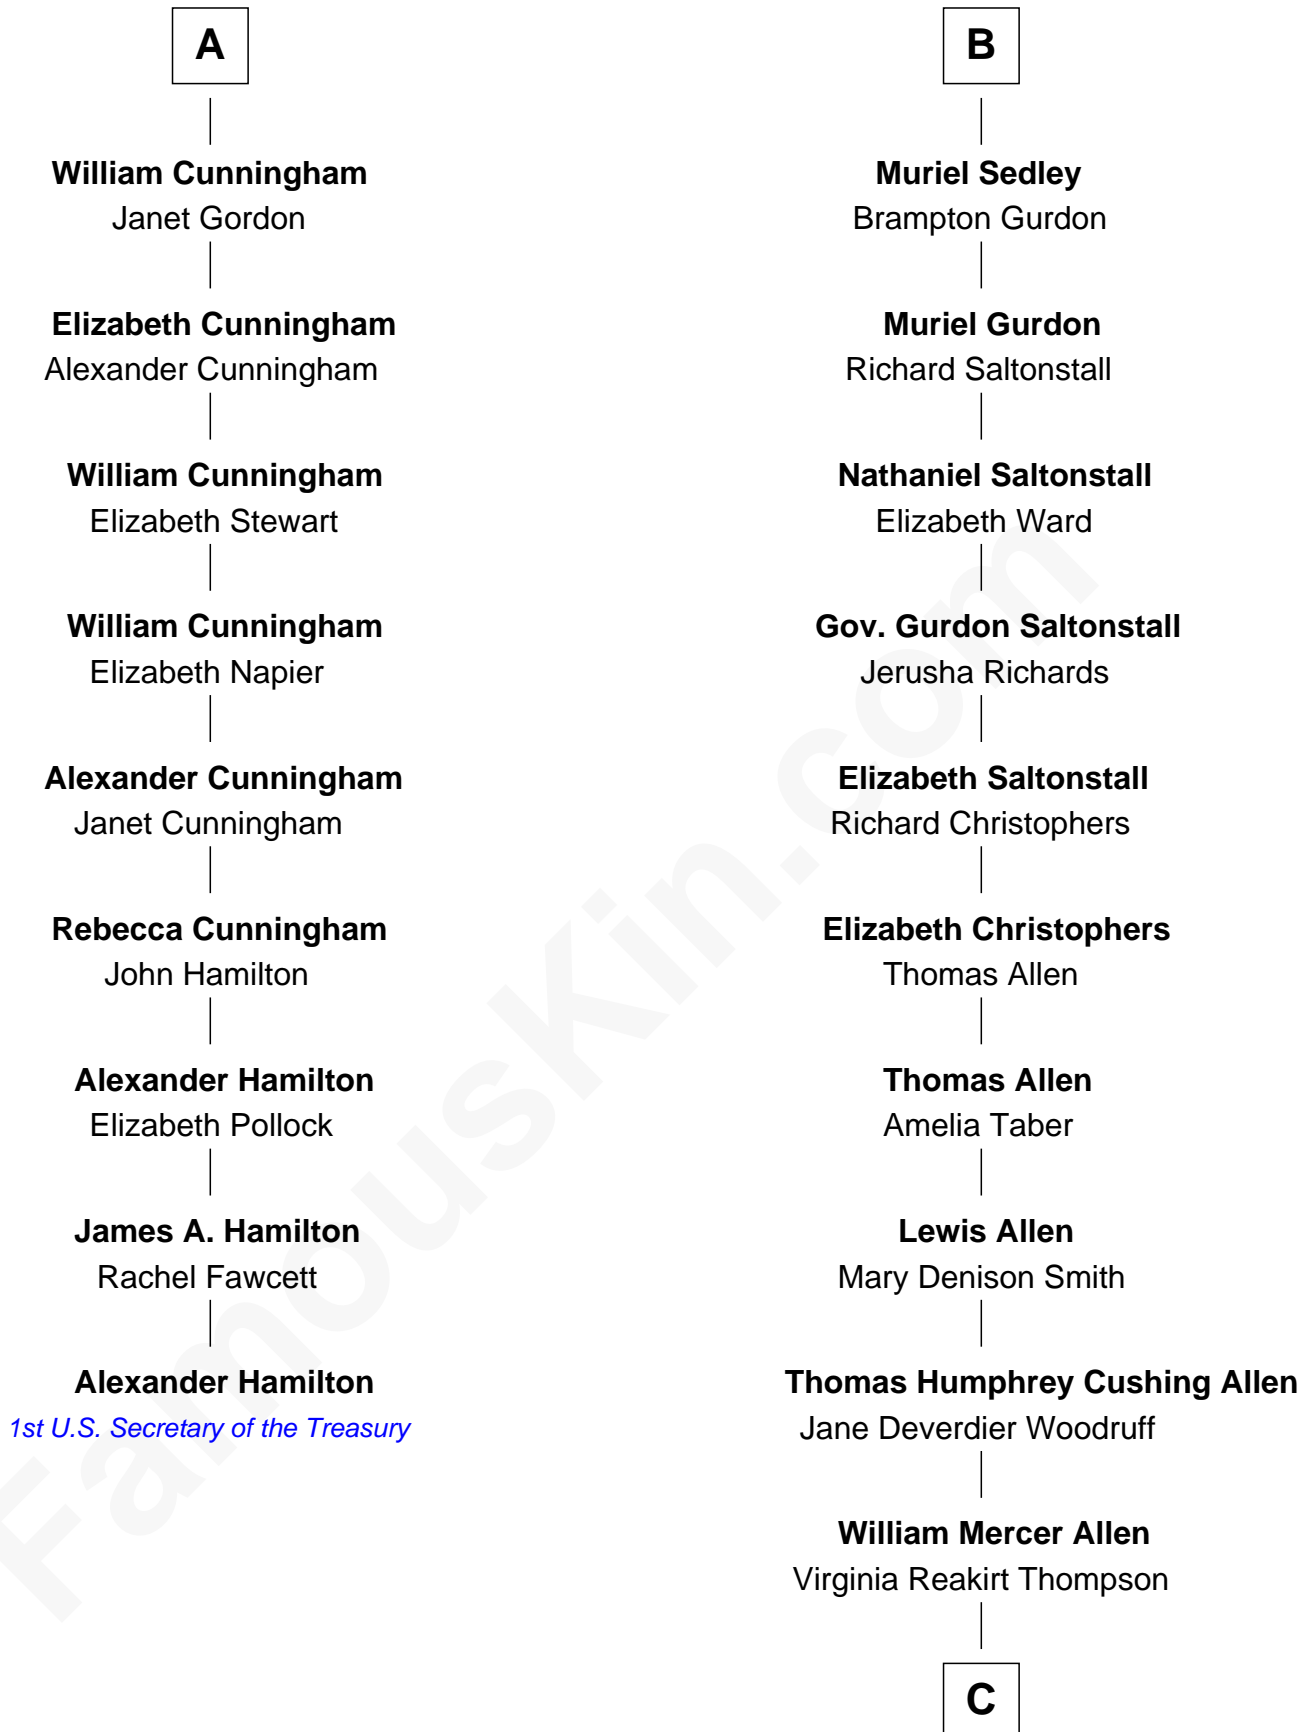 A
William Cunningham
Janet Gordon
Elizabeth Cunningham
Alexander Cunningham
William Cunningham
Elizabeth Stewart
William Cunningham
Elizabeth Napier
Alexander Cunningham
Janet Cunningham
Rebecca Cunningham
John Hamilton
Alexander Hamilton
Elizabeth Pollock
James A. Hamilton
Rachel Fawcett
Alexander Hamilton
1st U.S. Secretary of the Treasury
B
Muriel Sedley
Brampton Gurdon
Muriel Gurdon
Richard Saltonstall
Nathaniel Saltonstall
Elizabeth Ward
Gov. Gurdon Saltonstall
Jerusha Richards
Elizabeth Saltonstall
Richard Christophers
Elizabeth Christophers
Thomas Allen
Thomas Allen
Amelia Taber
Lewis Allen
Mary Denison Smith
Thomas Humphrey Cushing Allen
Jane Deverdier Woodruff
William Mercer Allen
Virginia Reakirt Thompson
C
FamousKin.com